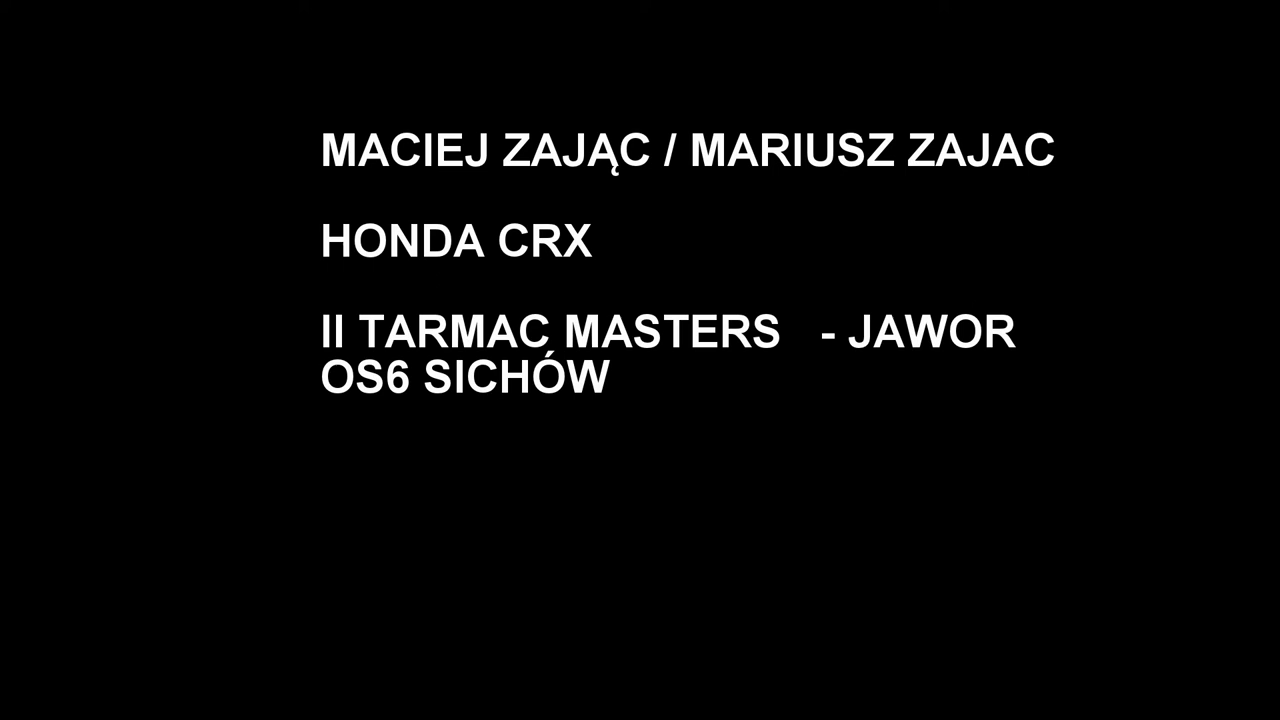 MACIEJ ZAJĄC / MARIUSZ ZAJAC
HONDA CRX
II TARMAC MASTERS - JAWOR
OS6 SICHÓW